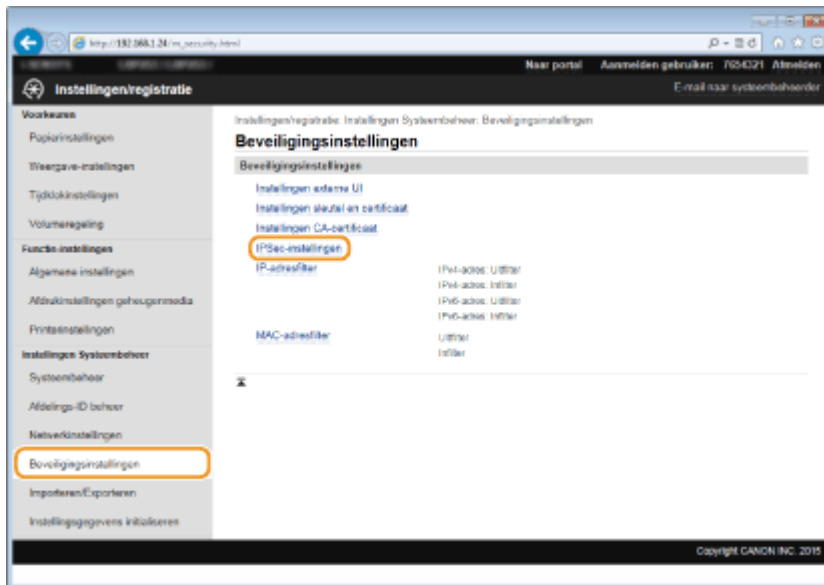 http://192.168.1.24/m_security.html
Naar portal Aanmelden gebruiker: 7654321 Afmelden
Instellingen/registratie
E-mail naar systeembeheerder
Voorkeuren
Papierinstellingen
Weergave-instellingen
Tijdklokinstellingen
Volumeregeling
Functie-instellingen
Algemene instellingen
Afdrukinstellingen geheugenmedia
Printerinstellingen
Instellingen Systeembeheer
Systeembeheer
Afdelings-ID beheer
Netwerkinstellingen
Beveiligingsinstellingen
Importeren/Exporteren
Instellingsgegevens initialiseren
Instellingen/registratie: Instellingen Systeembeheer: Beveiligingsinstellingen
Beveiligingsinstellingen
Beveiligingsinstellingen
Instellingen externe UI
Instellingen sleutel en certificaat
Instellingen CA-certificaat
IPSec-instellingen
IP-adresfilter
IPv4-adres: Uitfilter
IPv4-adres: Infilter
IPv6-adres: Uitfilter
IPv6-adres: Infilter
MAC-adresfilter
Uitfilter
Infilter
Copyright CANON INC. 2015